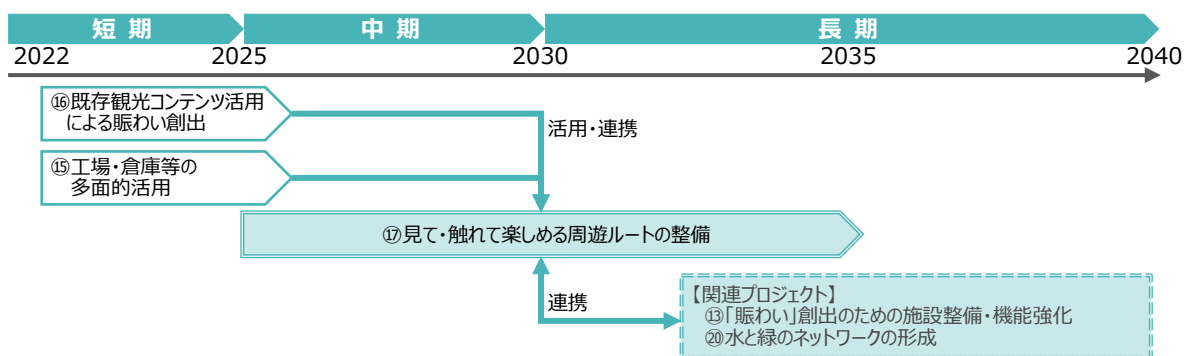 短期 中期 長期
2022 2025 2030 2035 2040
⑯既存観光コンテンツ活用
による賑わい創出
活用・連携
⑮工場・倉庫等の
多面的活用
⑰見て・触れて楽しめる周遊ルートの整備
連携
【関連プロジェクト】
⑬「賑わい」創出のための施設整備・機能強化
⑳水と緑のネットワークの形成